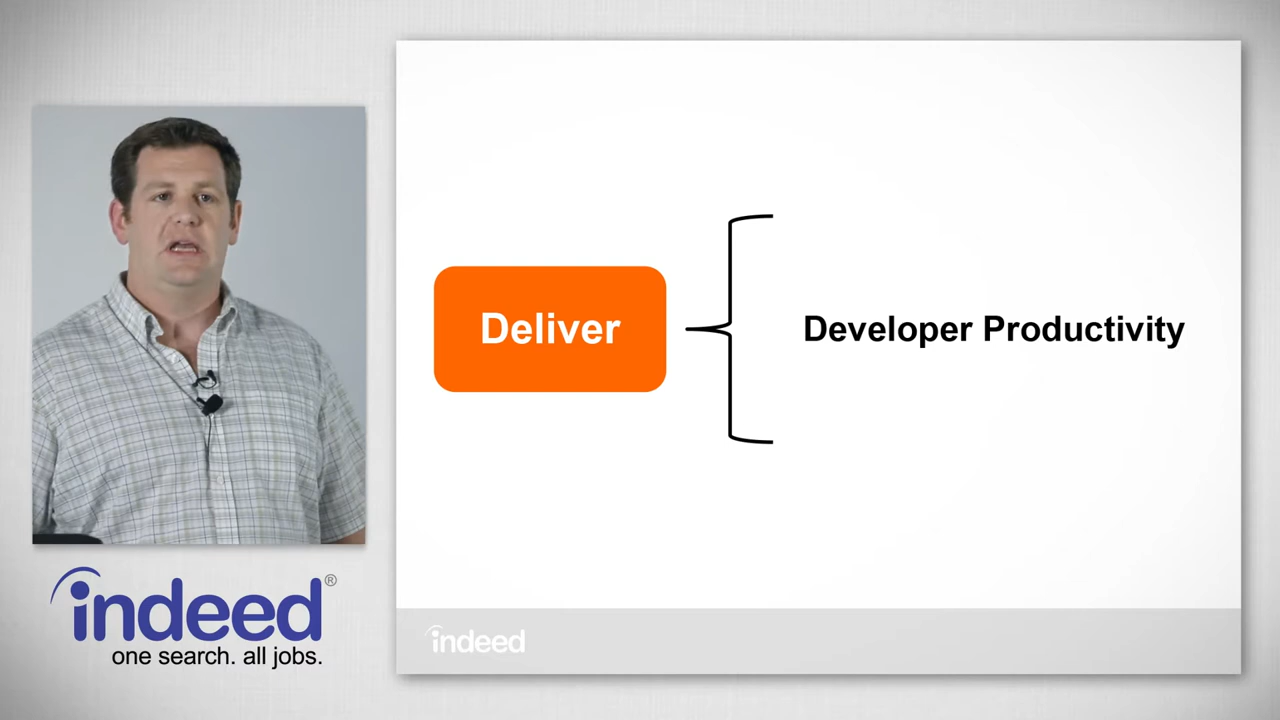 Deliver
Developer Productivity
indeed®
one search. all jobs.
indeed